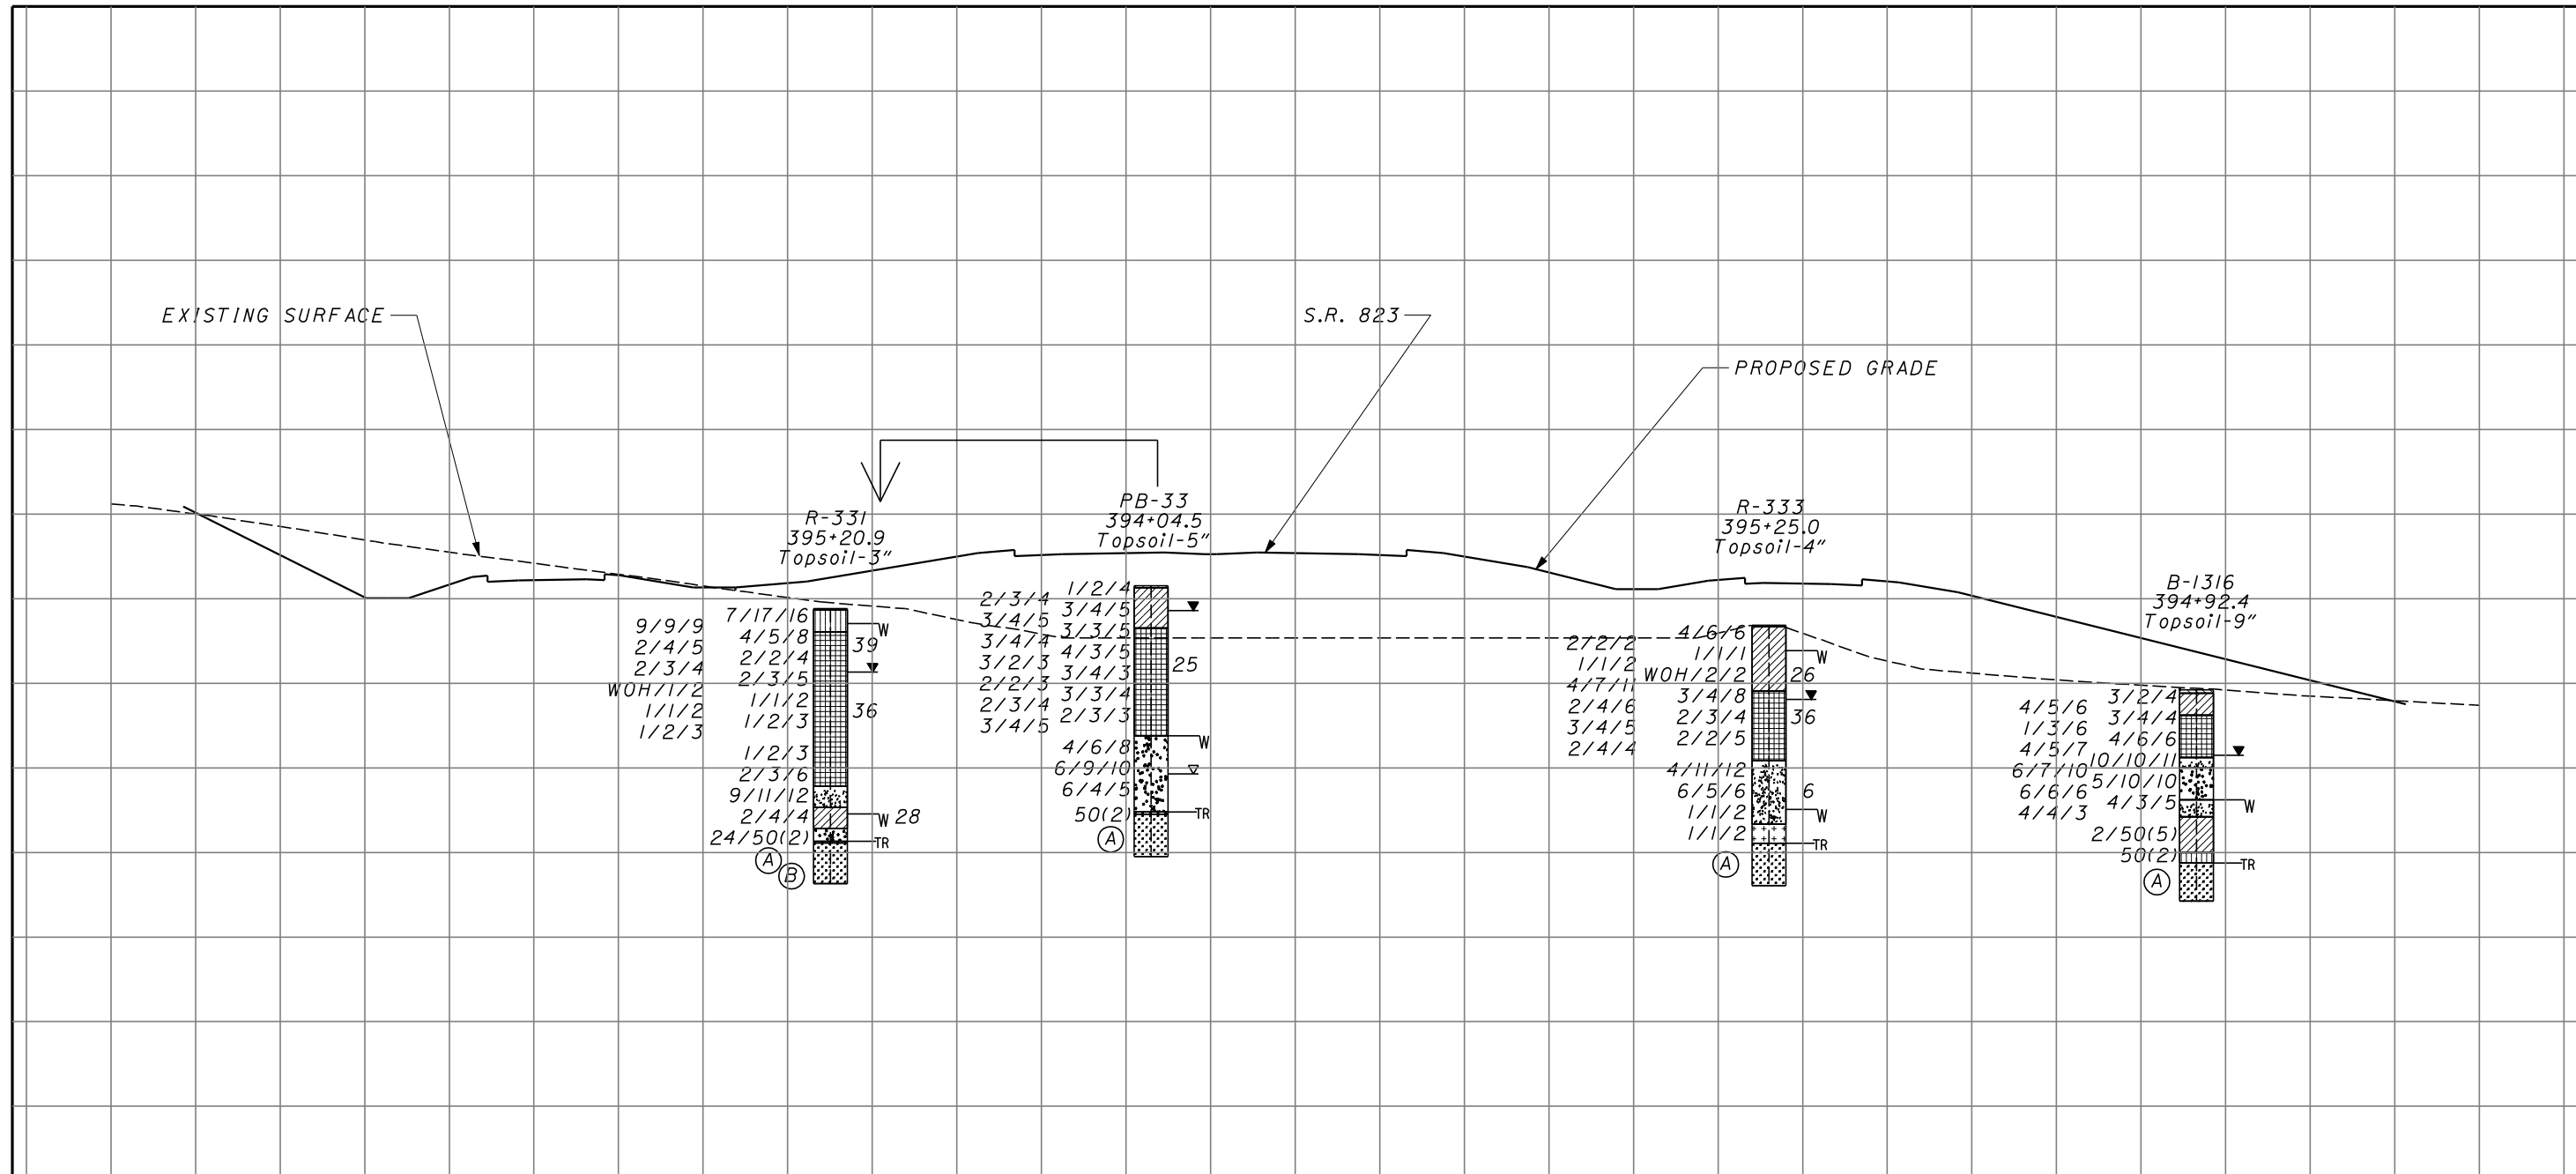 EXISTING SURFACE
S.R. 823
PROPOSED GRADE
R-331
395+20.9
Topsoil-3"
7/17/16
4/5/8
2/2/4
2/3/5
1/1/2
1/2/3
1/2/3
2/3/6
9/11/12
2/4/4
24/50(2)
9/9/9
2/4/5
2/3/4
WOH/1/2
1/1/2
1/2/3
W
39
36
W 28
TR
A
B
PB-33
394+04.5
Topsoil-5"
2/3/4
3/4/5
3/4/4
3/2/3
2/2/3
2/3/4
3/4/5
1/2/4
3/4/5
3/3/5
4/3/5
3/4/3
3/3/4
2/3/3
4/6/8
6/9/10
6/4/5
50(2)
25
W
TR
A
R-333
395+25.0
Topsoil-4"
2/2/2
1/1/2
4/7/11
2/4/6
3/4/5
2/4/4
4/6/6
1/1/1
WOH/2/2
3/4/8
2/3/4
2/2/5
4/11/12
6/5/6
1/1/2
1/1/2
W
26
36
6
W
TR
A
B-1316
394+92.4
Topsoil-9"
4/5/6
1/3/6
4/5/7
6/7/10
6/6/6
4/4/3
3/2/4
3/4/4
4/6/6
10/10/11
5/10/10
4/3/5
2/50(5)
50(2)
W
TR
A